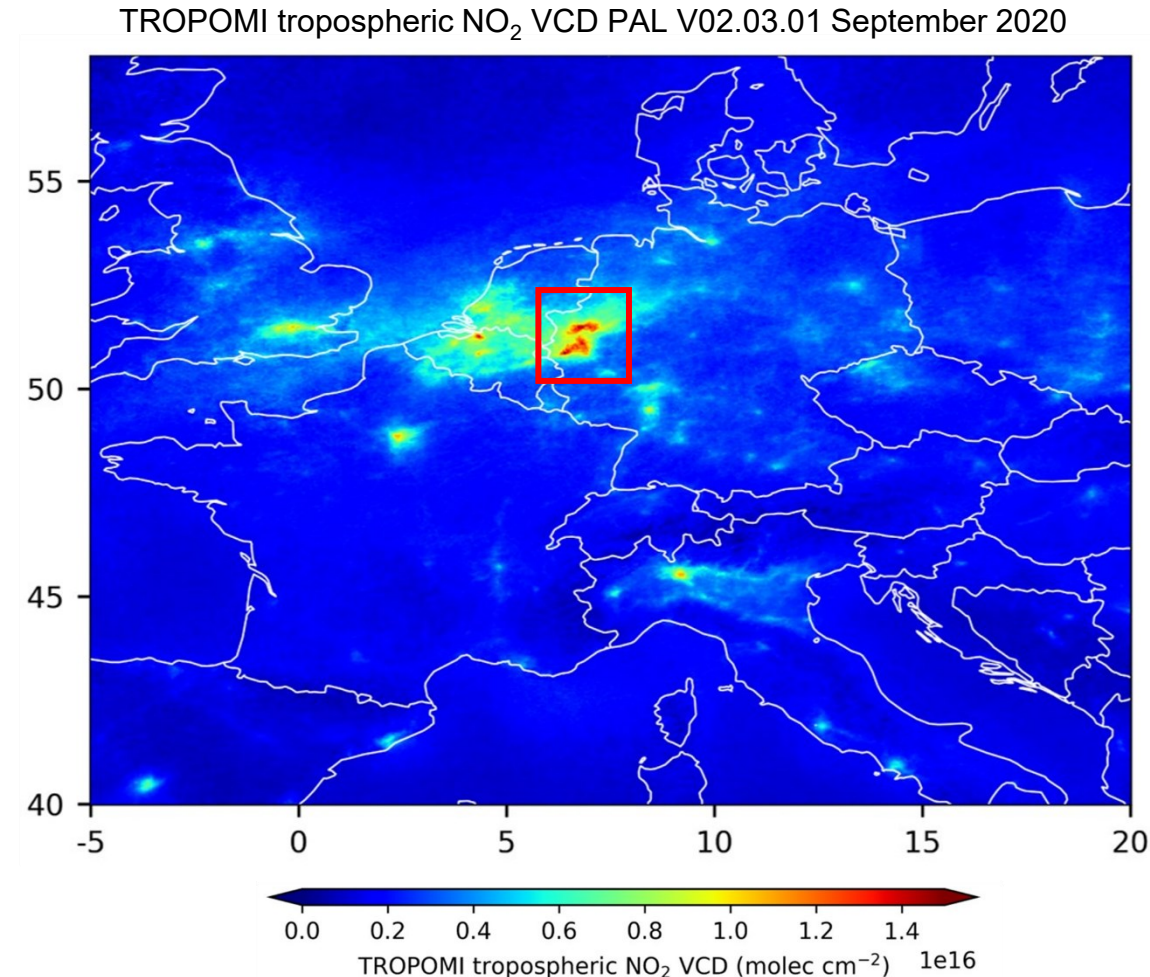 TROPOMI tropospheric NO₂ VCD PAL V02.03.01 September 2020
55
50
45
40
-5 0 5 10 15 20
0.0 0.2 0.4 0.6 0.8 1.0 1.2 1.4
1e16
TROPOMI tropospheric NO₂ VCD (molec cm⁻²)